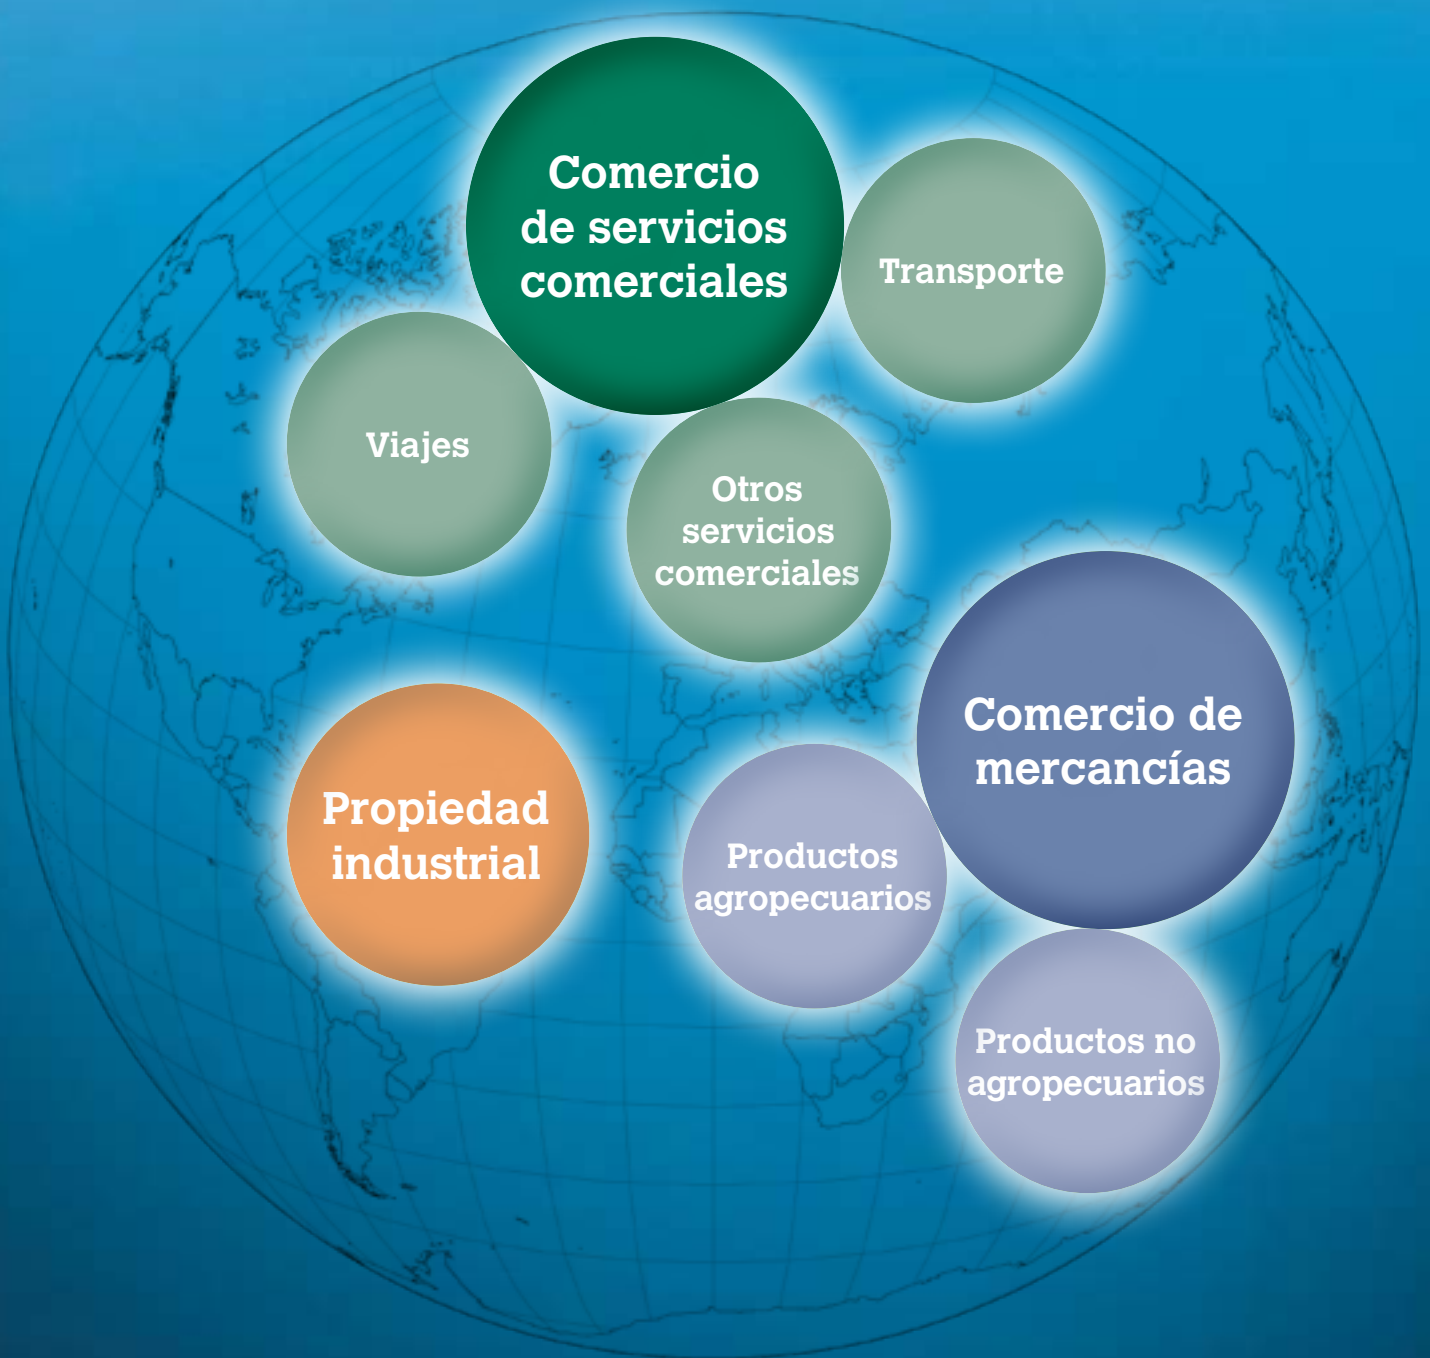 Comercio
de servicios
comerciales
Transporte
Viajes
Otros
servicios
comerciales
Comercio de
mercancías
Propiedad
industrial
Productos
agropecuarios
Productos no
agropecuarios